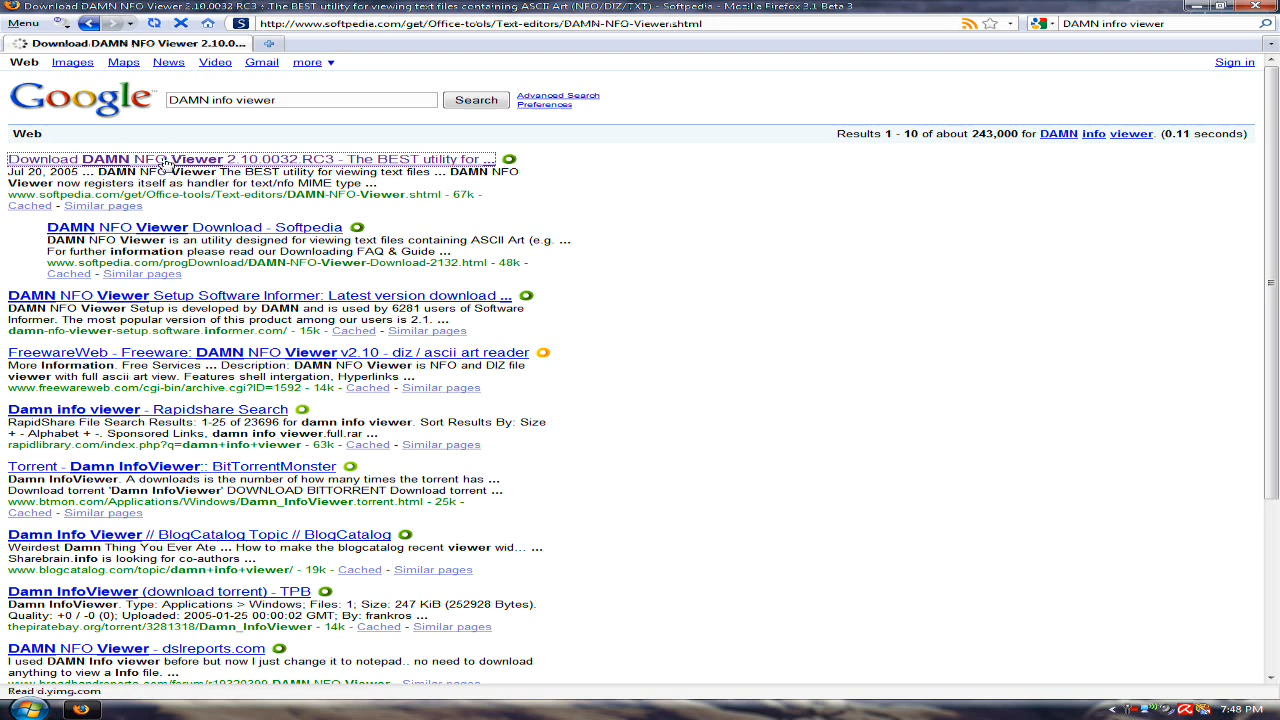 Download DAMN NFO Viewer 2.10.0032 RC3 : The BEST utility for viewing text files containing ASCII Art (NFO/DIZ/TXT) - Softpedia - Mozilla Firefox 3.1 Beta 3
Menu
http://www.softpedia.com/get/Office-tools/Text-editors/DAMN-NFO-Viewer.shtml
DAMN infro viewer
Download DAMN NFO Viewer 2.10.0...
Web Images Maps News Video Gmail more ▼
Sign in
Google
DAMN info viewer
Search
Advanced Search
Preferences
Web
Results 1 - 10 of about 243,000 for DAMN info viewer. (0.11 seconds)
Download DAMN NFO Viewer 2.10.0032.RC3 - The BEST utility for ...
Jul 20, 2005 ... DAMN NFO Viewer The BEST utility for viewing text files ... DAMN NFO
Viewer now registers itself as handler for text/nfo MIME type ...
www.softpedia.com/get/Office-tools/Text-editors/DAMN-NFO-Viewer.shtml - 67k -
Cached - Similar pages
DAMN NFO Viewer Download - Softpedia
DAMN NFO Viewer is an utility designed for viewing text files containing ASCII Art (e.g. ...
For further information please read our Downloading FAQ & Guide ...
www.softpedia.com/progDownload/DAMN-NFO-Viewer-Download-2132.html - 48k -
Cached - Similar pages
DAMN NFO Viewer Setup Software Informer: Latest version download ...
DAMN NFO Viewer Setup is developed by DAMN and is used by 6281 users of Software
Informer. The most popular version of this product among our users is 2.1. ...
damn-nfo-viewer-setup.software.informer.com/ - 15k - Cached - Similar pages
FreewareWeb - Freeware: DAMN NFO Viewer v2.10 - diz / ascii art reader
More Information. Free Services ... Description: DAMN NFO Viewer is NFO and DIZ file
viewer with full ascii art view. Features shell intergation, Hyperlinks ...
www.freewareweb.com/cgi-bin/archive.cgi?ID=1592 - 14k - Cached - Similar pages
Damn info viewer - Rapidshare Search
RapidShare File Search Results: 1-25 of 23696 for damn info viewer. Sort Results By: Size
+ - Alphabet + -, Sponsored Links, damn info viewer.full.rar ...
rapidlibrary.com/index.php?q=damn+info+viewer - 63k - Cached - Similar pages
Torrent - Damn InfoViewer:: BitTorrentMonster
Damn InfoViewer. A downloads is the number of how many times the torrent has ...
Download torrent 'Damn InfoViewer' DOWNLOAD BITTORRENT Download torrent ...
www.btmon.com/Applications/Windows/Damn_InfoViewer.torrent.html - 25k -
Cached - Similar pages
Damn Info Viewer // BlogCatalog Topic // BlogCatalog
Weirdest Damn Thing You Ever Ate ... How to make the blogcatalog recent viewer wid... ...
Sharebrain.info is looking for co-authors ...
www.blogcatalog.com/topic/damn+info+viewer/ - 19k - Cached - Similar pages
Damn InfoViewer (download torrent) - TPB
Damn InfoViewer. Type: Applications > Windows; Files: 1; Size: 247 KiB (252928 Bytes).
Quality: +0 / -0 (0); Uploaded: 2005-01-25 00:00:02 GMT; By: frankros ...
thepiratebay.org/torrent/3281318/Damn_InfoViewer - 14k - Cached - Similar pages
DAMN NFO Viewer - dslreports.com
I used DAMN Info viewer before but now I just change it to notepad.. no need to download
anything to view a Info file. ...
www.broadbandreports.com/forum/r19320399-DAMN-NFO-Viewer - Cached - Similar pages
Read d.yimg.com
7:48 PM